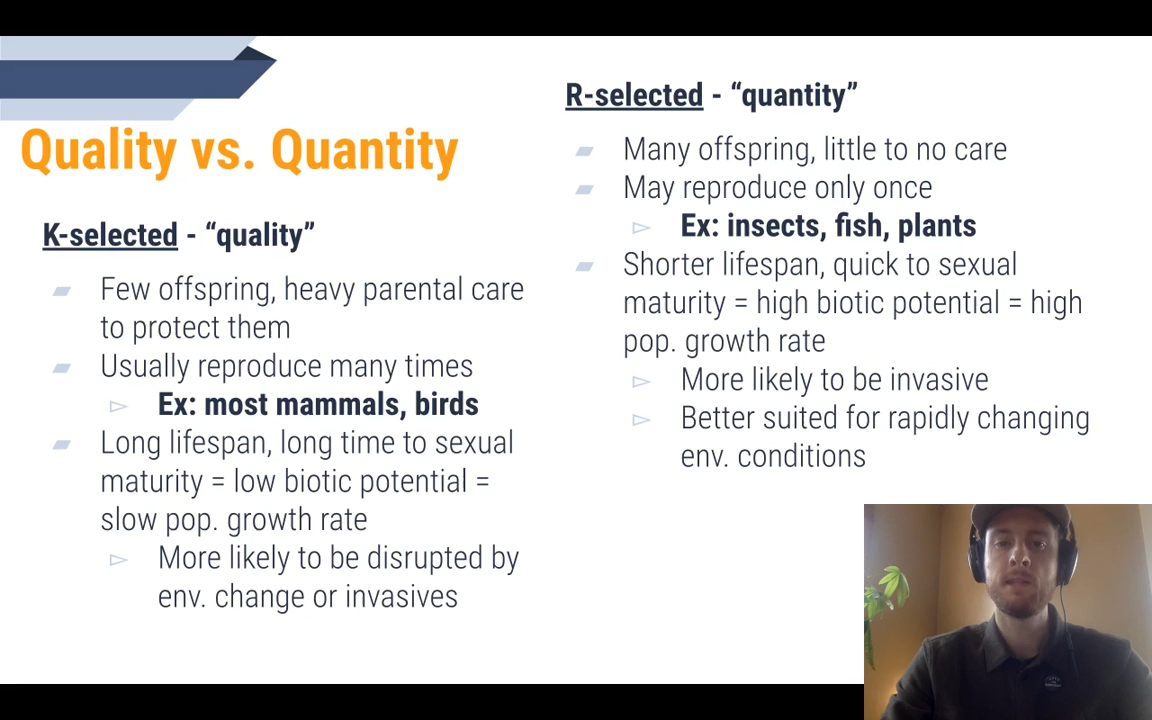 Quality vs. Quantity
K-selected - “quality”
Few offspring, heavy parental care
to protect them
Usually reproduce many times
Ex: most mammals, birds
Long lifespan, long time to sexual
maturity = low biotic potential =
slow pop. growth rate
More likely to be disrupted by
env. change or invasives
R-selected - “quantity”
Many offspring, little to no care
May reproduce only once
Ex: insects, fish, plants
Shorter lifespan, quick to sexual
maturity = high biotic potential = high
pop. growth rate
More likely to be invasive
Better suited for rapidly changing
env. conditions